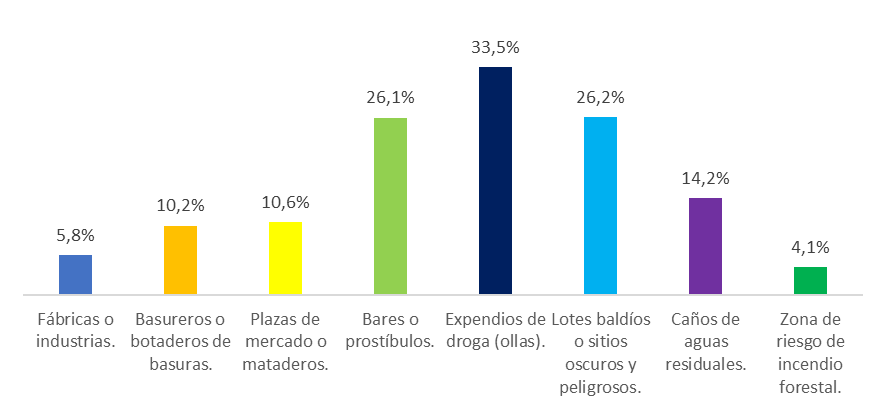 33,5%
26,1%
26,2%
14,2%
10,2%
10,6%
5,8%
4,1%
Fábricas o
industrias.
Basureros o
botaderos de
basuras.
Plazas de
mercado o
mataderos.
Bares o
prostíbulos.
Expendios de
droga (ollas).
Lotes baldíos
o sitios
oscuros y
peligrosos.
Caños de
aguas
residuales.
Zona de
riesgo de
incendio
forestal.